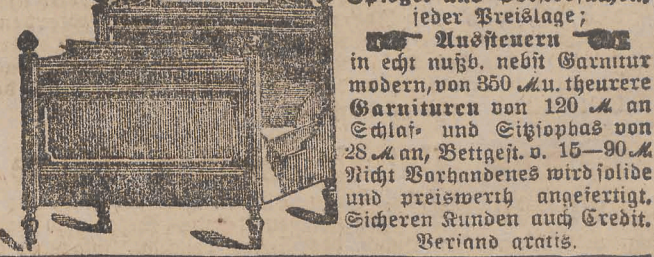 jeder Preislage;
Aussteuern
in echt nußb. nebst Garnitur
modern, von 350 M. u. theurere
Garnituren von 120 M. an
Schlaf- und Sitzsophas von
28 M. an, Bettgest. v. 15—90 M.
Nicht Vorhandenes wird solide
und preiswerth angefertigt.
Sicheren Kunden auch Credit.
Versand gratis.